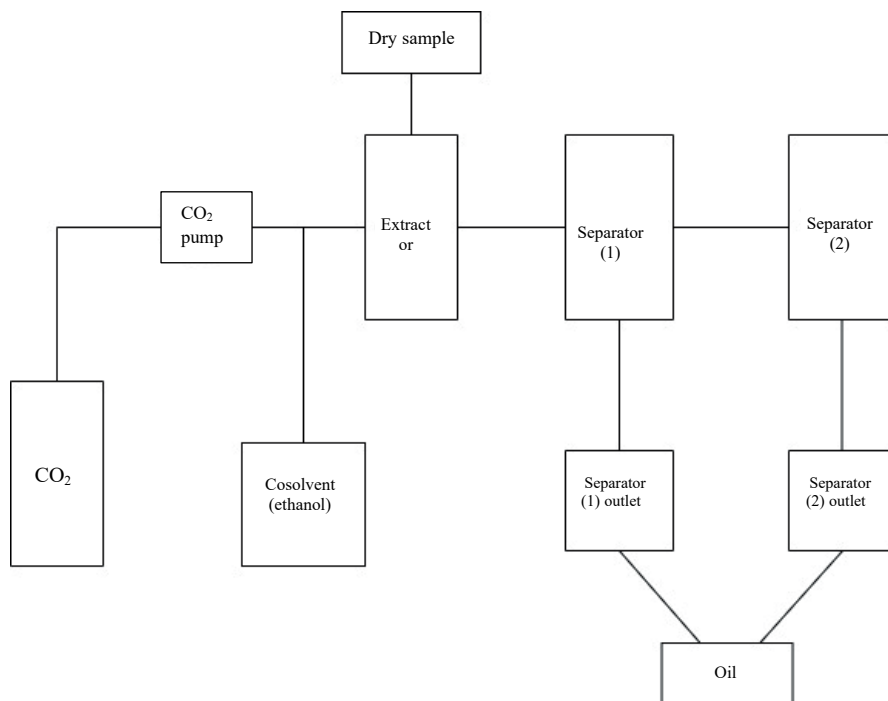 Dry sample
CO₂
pump
Extract
or
Separator
(1)
Separator
(2)
CO₂
Cosolvent
(ethanol)
Separator
(1) outlet
Separator
(2) outlet
Oil